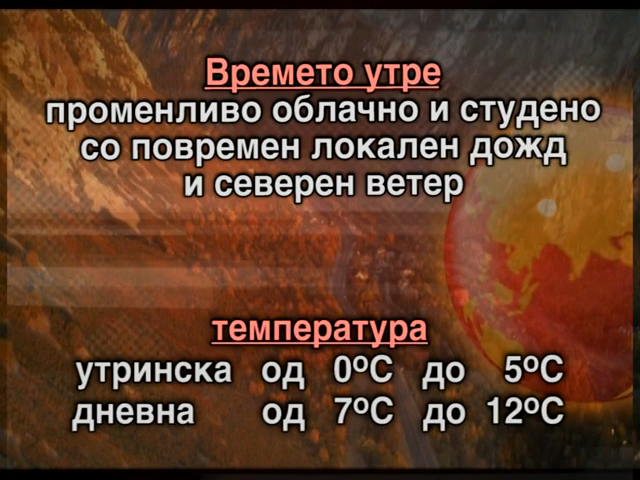 Времето утре
променливо облачно и студено
со повремен локален дожд
и северен ветер
температура
утринска од 0ºC до 5ºC
дневна од 7ºC до 12ºC